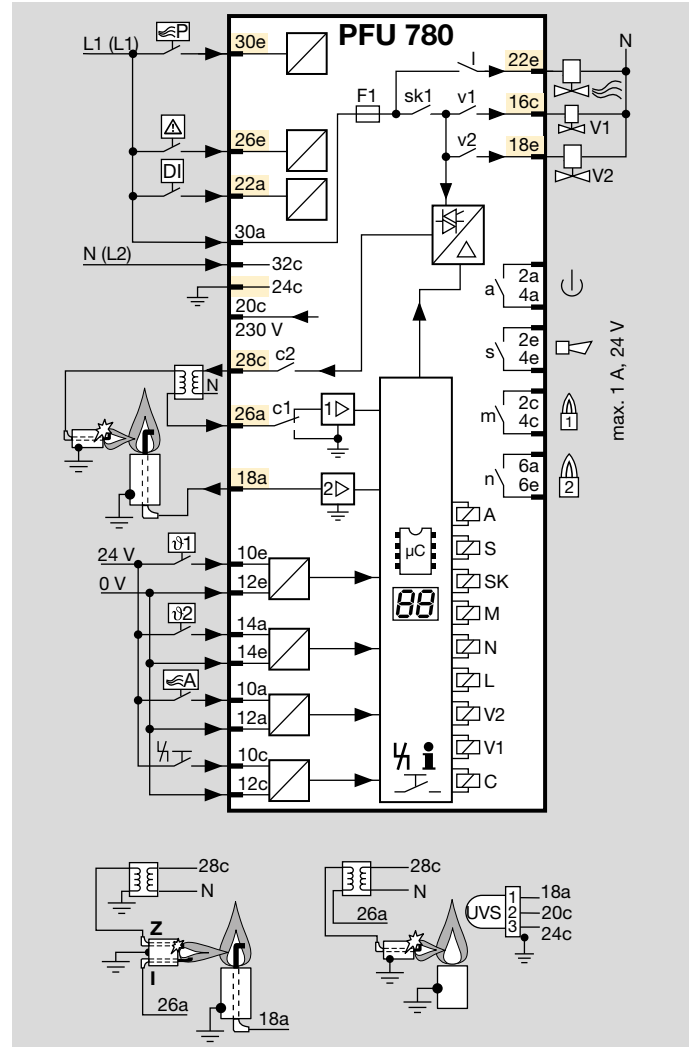 PFU 780
L1 (L1)
P
30e
I
22e
N
F1
sk1
v1
16c
V1
26e
v2
18e
V2
DI
22a
30a
N (L2)
32c
24c
20c
230 V
a
2a
4a
s
2e
4e
m
2c
4c
1
n
6a
6e
2
max. 1 A, 24 V
28c
c2
N
26a
c1
1
18a
2
µC
88
A
S
SK
M
N
L
V2
V1
C
24 V
ϑ1
10e
0 V
12e
ϑ2
14a
14e
A
10a
12a
10c
12c
i
28c
N
Z
I
26a
18a
28c
N
26a
UVS
1
2
3
18a
20c
24c